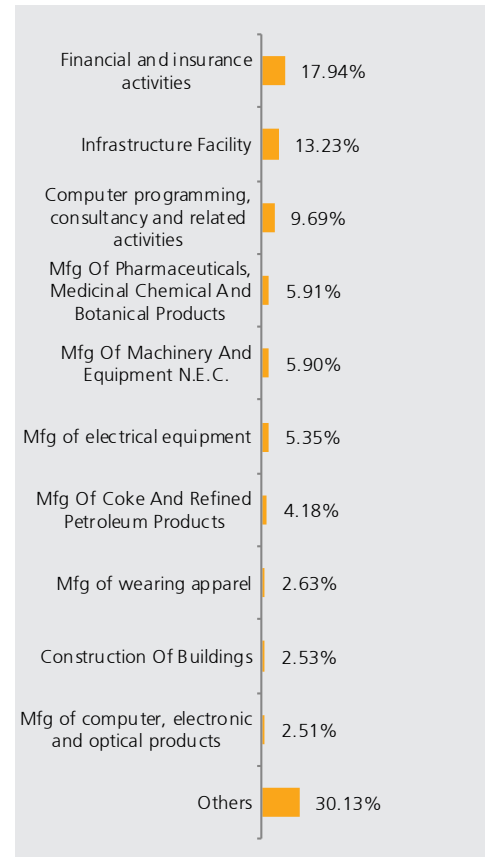 Financial and insurance
activities
17.94%
Infrastructure Facility
13.23%
Computer programming,
consultancy and related
activities
9.69%
Mfg Of Pharmaceuticals,
Medicinal Chemical And
Botanical Products
5.91%
Mfg Of Machinery And
Equipment N.E.C.
5.90%
Mfg of electrical equipment
5.35%
Mfg Of Coke And Refined
Petroleum Products
4.18%
Mfg of wearing apparel
2.63%
Construction Of Buildings
2.53%
Mfg of computer, electronic
and optical products
2.51%
Others
30.13%